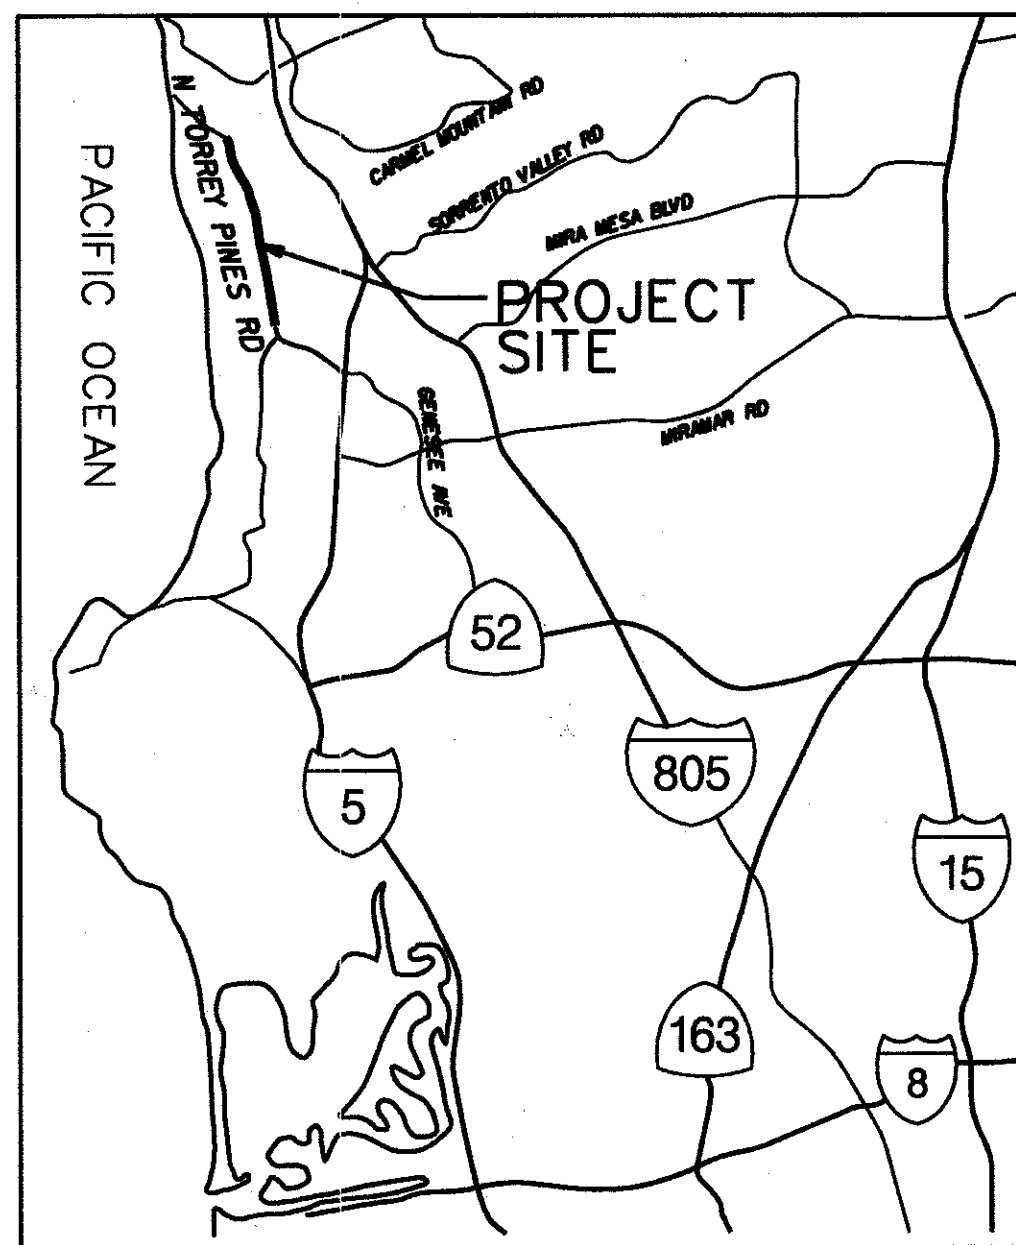 N TORREY PINES RD
PACIFIC OCEAN
CARMEL MOUNTAIN RD
SORRENTO VALLEY RD
MIRA MESA BLVD
PROJECT
SITE
GENESEE AVE
MIRAMAR RD
52
5
805
15
163
8